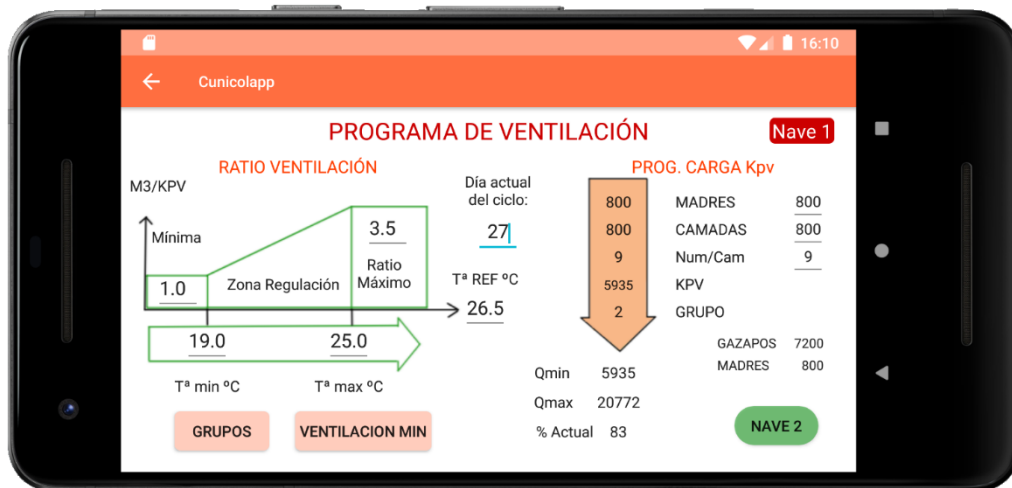 16:10
Cunicolapp
PROGRAMA DE VENTILACIÓN
Nave 1
RATIO VENTILACIÓN
M3/KPV
Mínima
1.0
Zona Regulación
3.5
Ratio
Máximo
19.0
25.0
Tª min ºC
Tª max ºC
GRUPOS
VENTILACION MIN
Día actual
del ciclo:
27
Tª REF ºC
26.5
PROG. CARGA Kpv
800 MADRES 800
800 CAMADAS 800
9 Num/Cam 9
5935 KPV
2 GRUPO
GAZAPOS 7200
MADRES 800
Qmin 5935
Qmax 20772
% Actual 83
NAVE 2